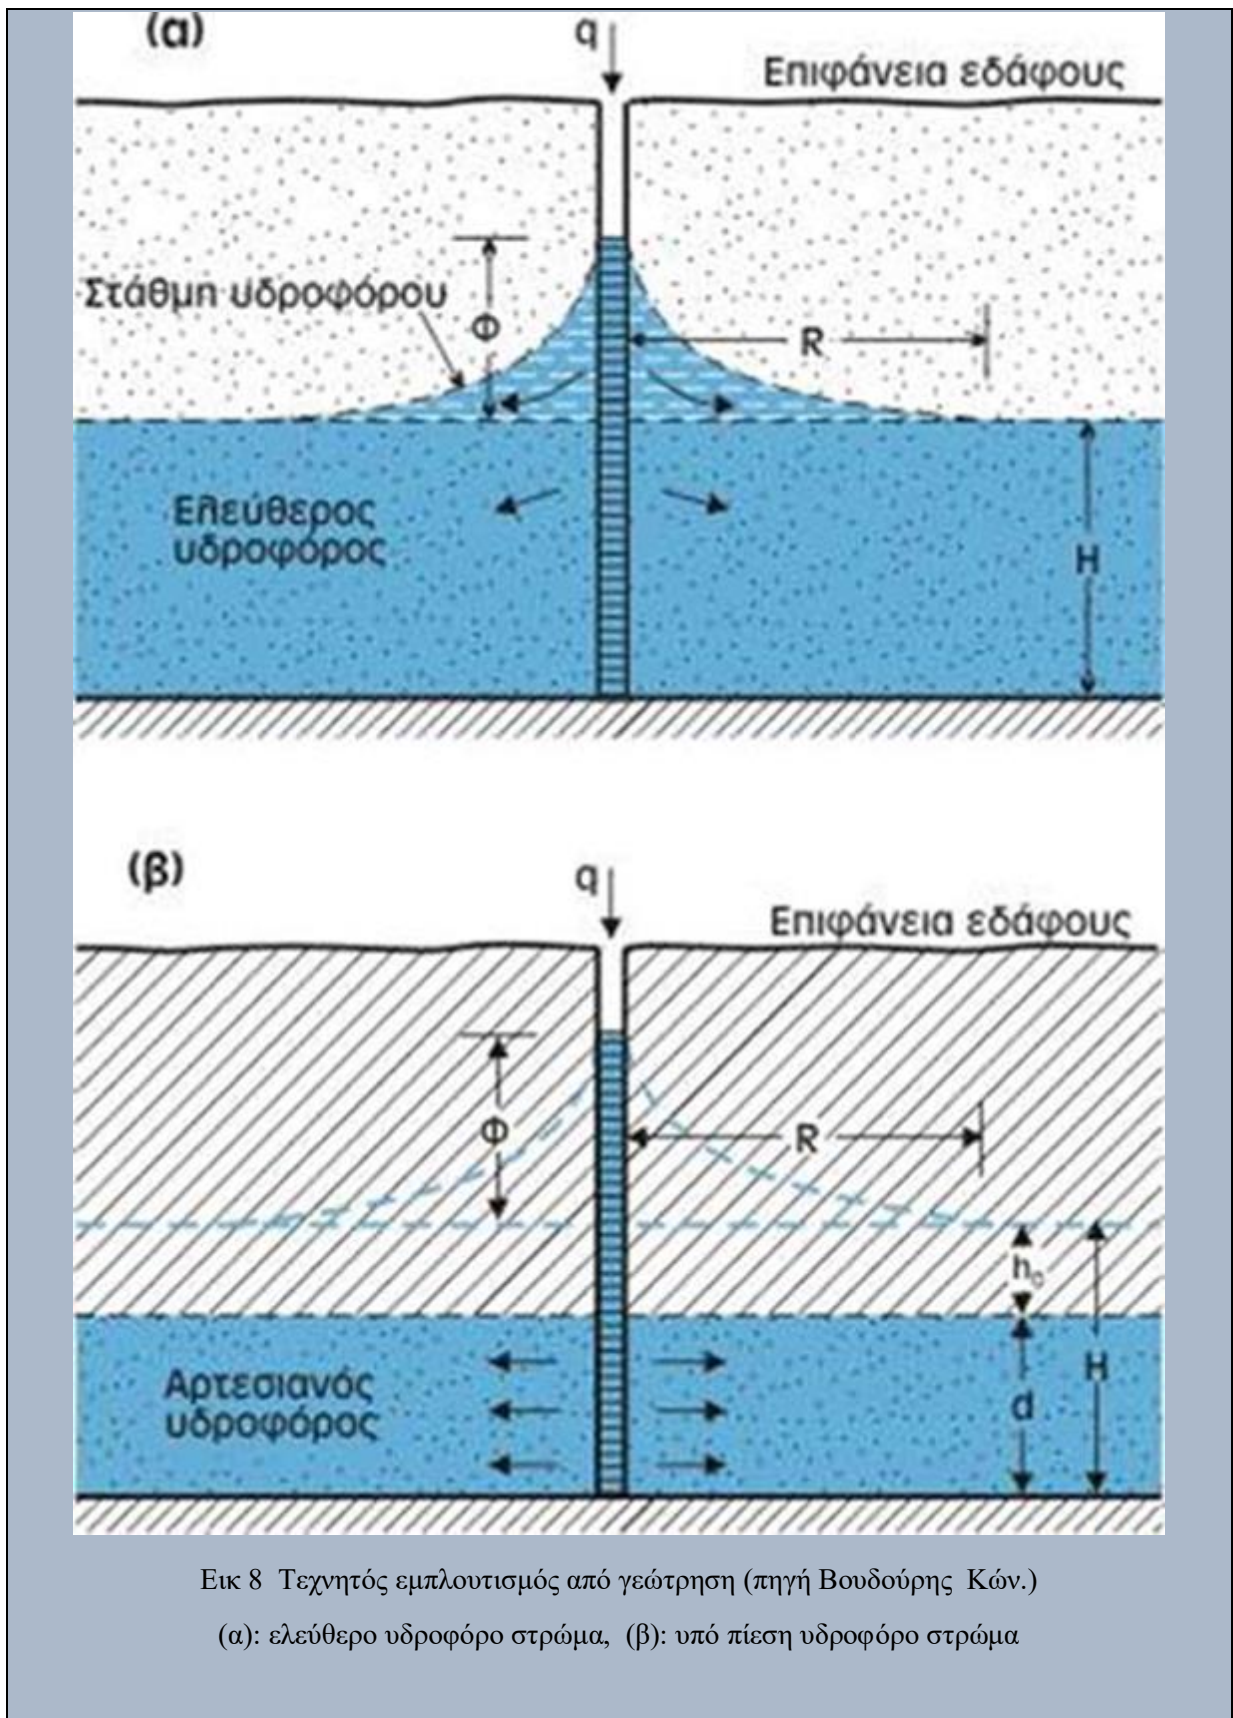 (α)
q
Επιφάνεια εδάφους
Στάθμη υδροφόρου
Φ
R
Ελεύθερος
υδροφόρος
H
(β)
q
Επιφάνεια εδάφους
Φ
R
h₀
H
d
Αρτεσιανός
υδροφόρος
Εικ 8 Τεχνητός εμπλουτισμός από γεώτρηση (πηγή Βουδούρης Κών.)
(α): ελεύθερο υδροφόρο στρώμα, (β): υπό πίεση υδροφόρο στρώμα